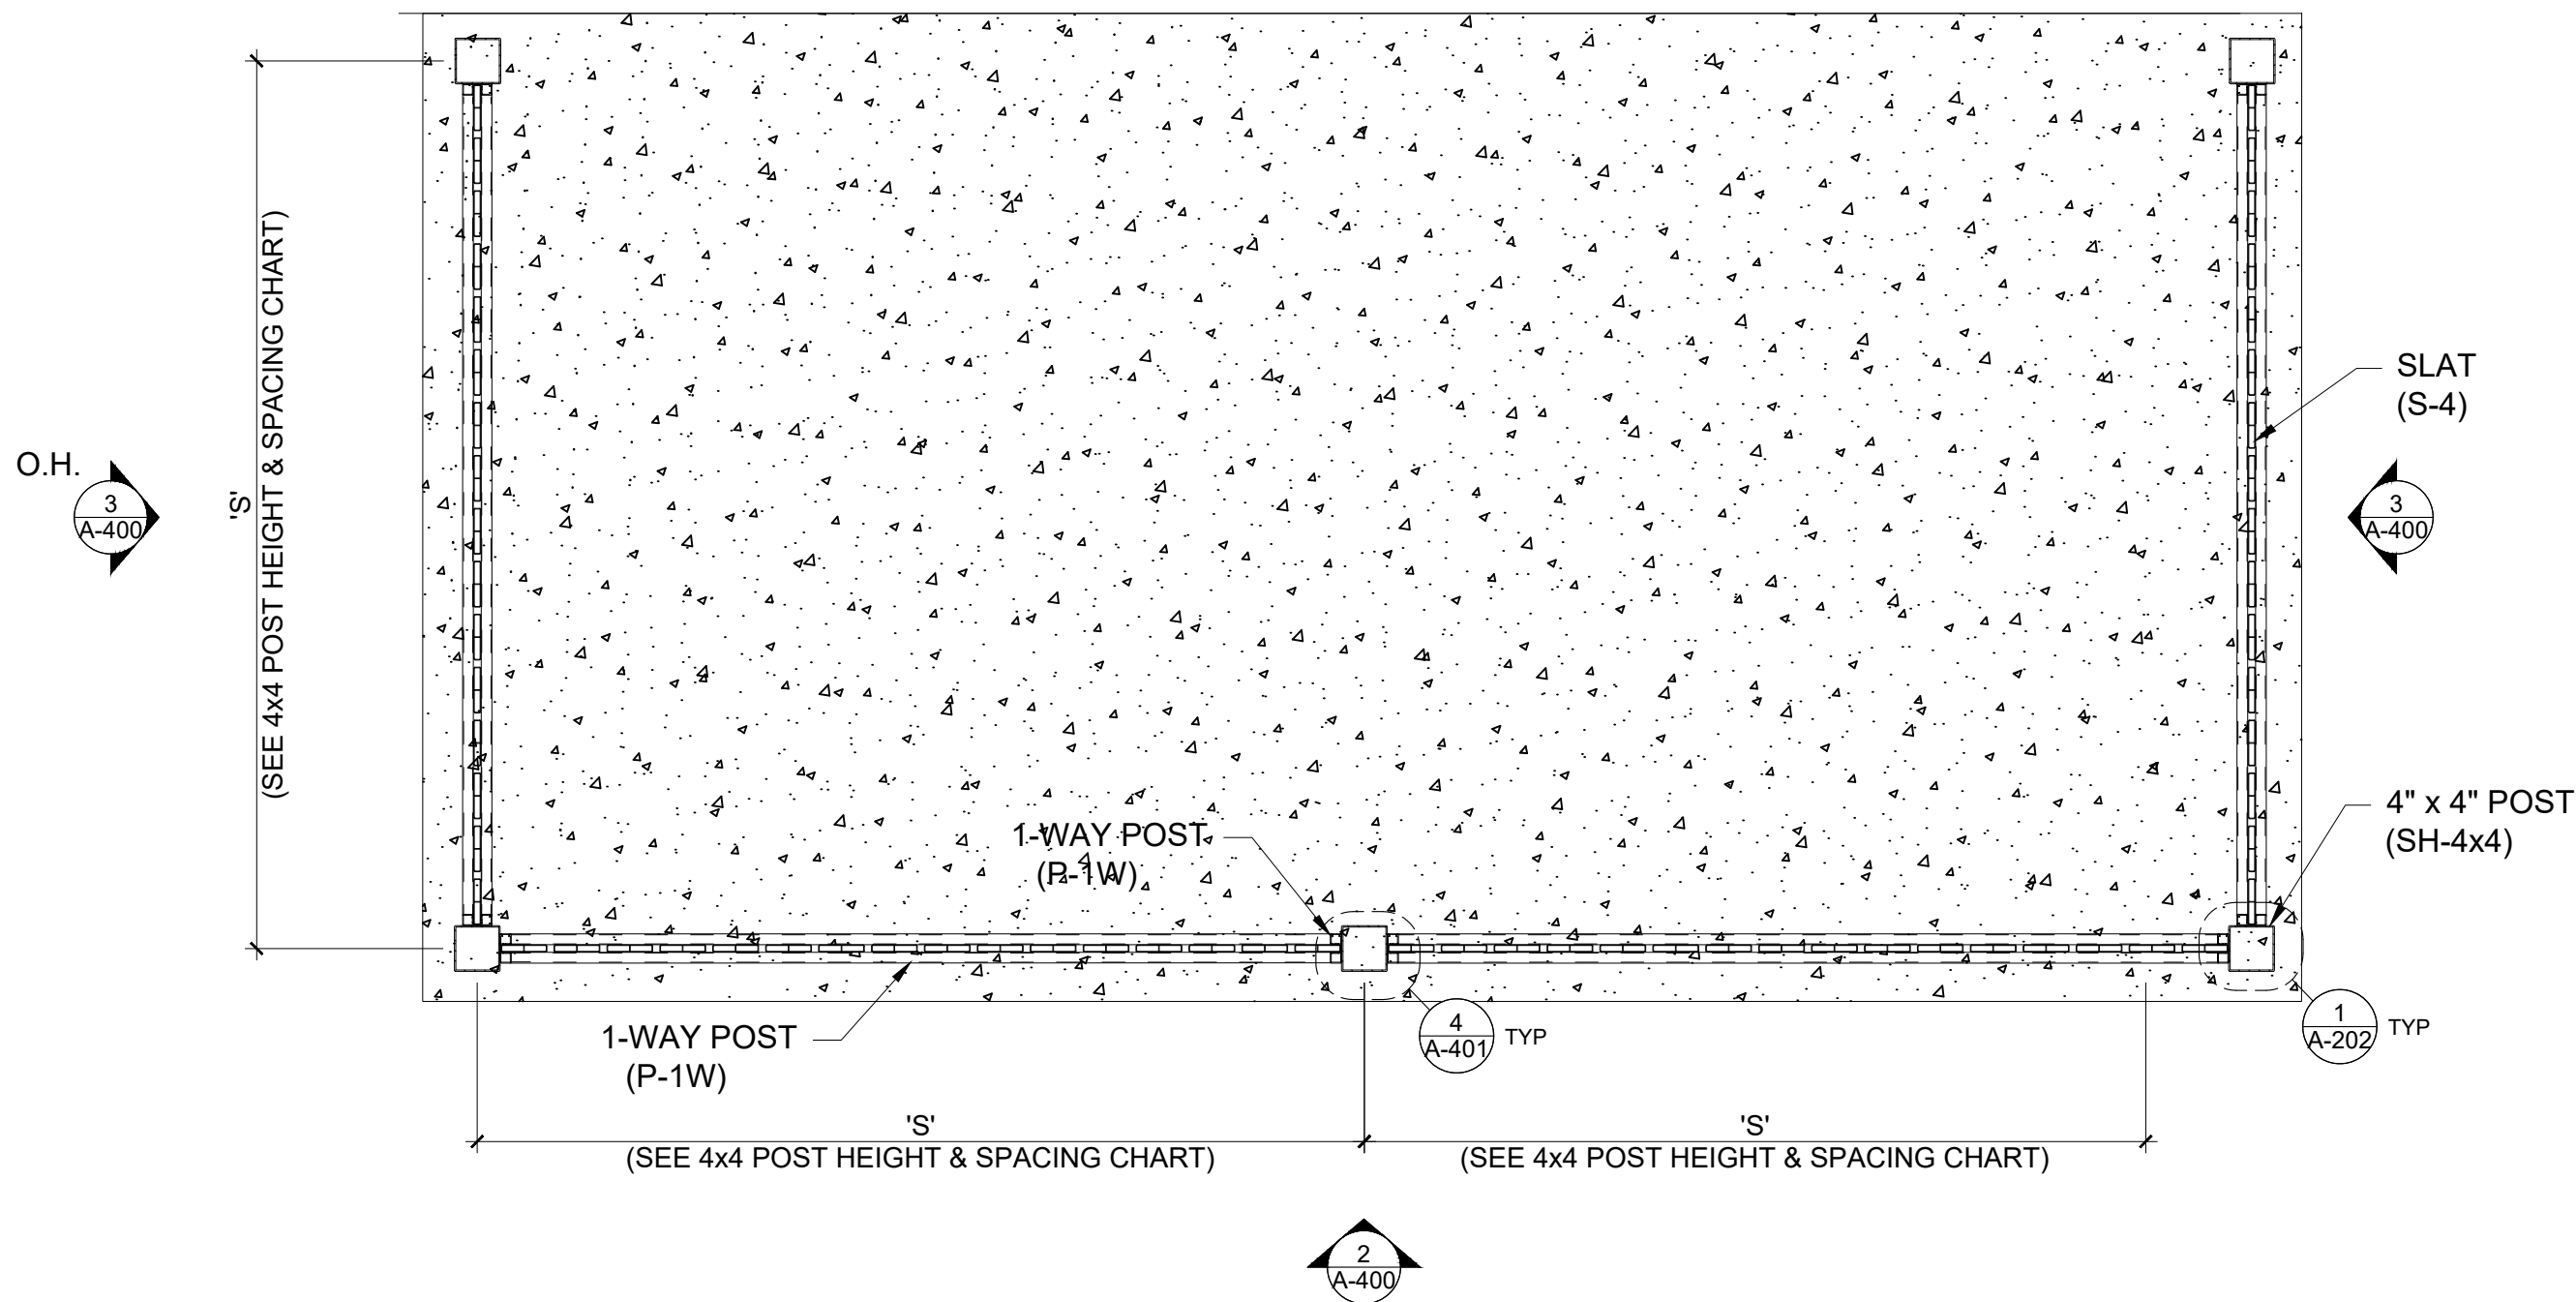 SLAT
(S-4)
O.H.
3
A-400
'S'
(SEE 4x4 POST HEIGHT & SPACING CHART)
3
A-400
4" x 4" POST
(SH-4x4)
1-WAY POST
(P-1W)
1-WAY POST
(P-1W)
4
A-401
TYP
1
A-202
TYP
'S'
(SEE 4x4 POST HEIGHT & SPACING CHART)
'S'
(SEE 4x4 POST HEIGHT & SPACING CHART)
2
A-400